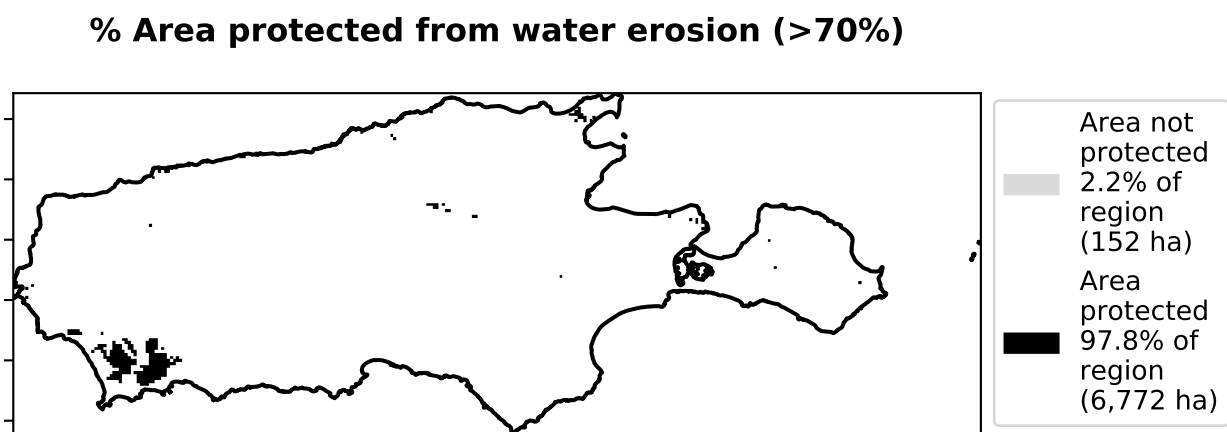 % Area protected from water erosion (>70%)
Area not
protected
2.2% of
region
(152 ha)
Area
protected
97.8% of
region
(6,772 ha)